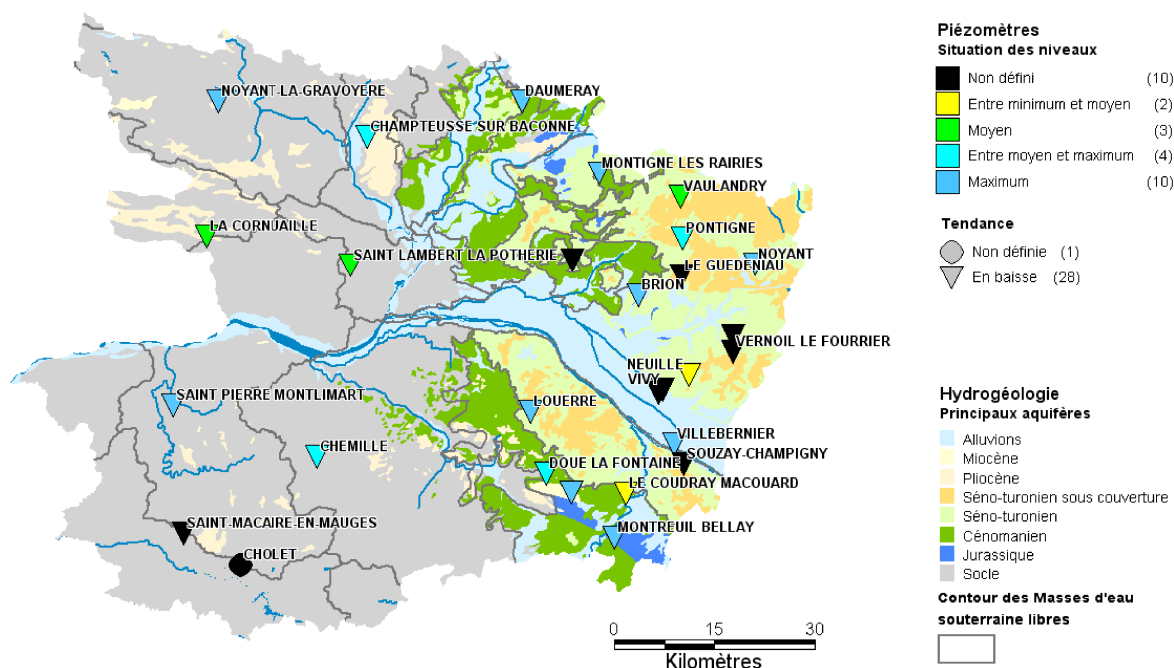 NOYANT-LA-GRAVOYERE
DAUMERAY
CHAMPTEUSSE SUR BACONNE
MONTIGNE LES RAIRIES
VAULANDRY
LA CORNUAILLE
PONTIGNE
SAINT LAMBERT LA POTHERIE
NOYANT
LE GUEDENIAU
BRION
VERNOIL LE FOURRIER
NEUILLE
VIVY
SAINT PIERRE MONTLIMART
LOUERRE
VILLEBERNIER
CHEMILLE
SOUZAY-CHAMPIGNY
DOUE LA FONTAINE
LE COUDRAY MACOUARD
SAINT-MACAIRE-EN-MAUGES
MONTREUIL BELLAY
CHOLET
0 15 30
Kilomètres
Piézomètres
Situation des niveaux
Non défini (10)
Entre minimum et moyen (2)
Moyen (3)
Entre moyen et maximum (4)
Maximum (10)
Tendance
Non définie (1)
En baisse (28)
Hydrogéologie
Principaux aquifères
Alluvions
Miocène
Pliocène
Séno-turonien sous couverture
Séno-turonien
Cénomanien
Jurassique
Socle
Contour des Masses d'eau
souterraine libres